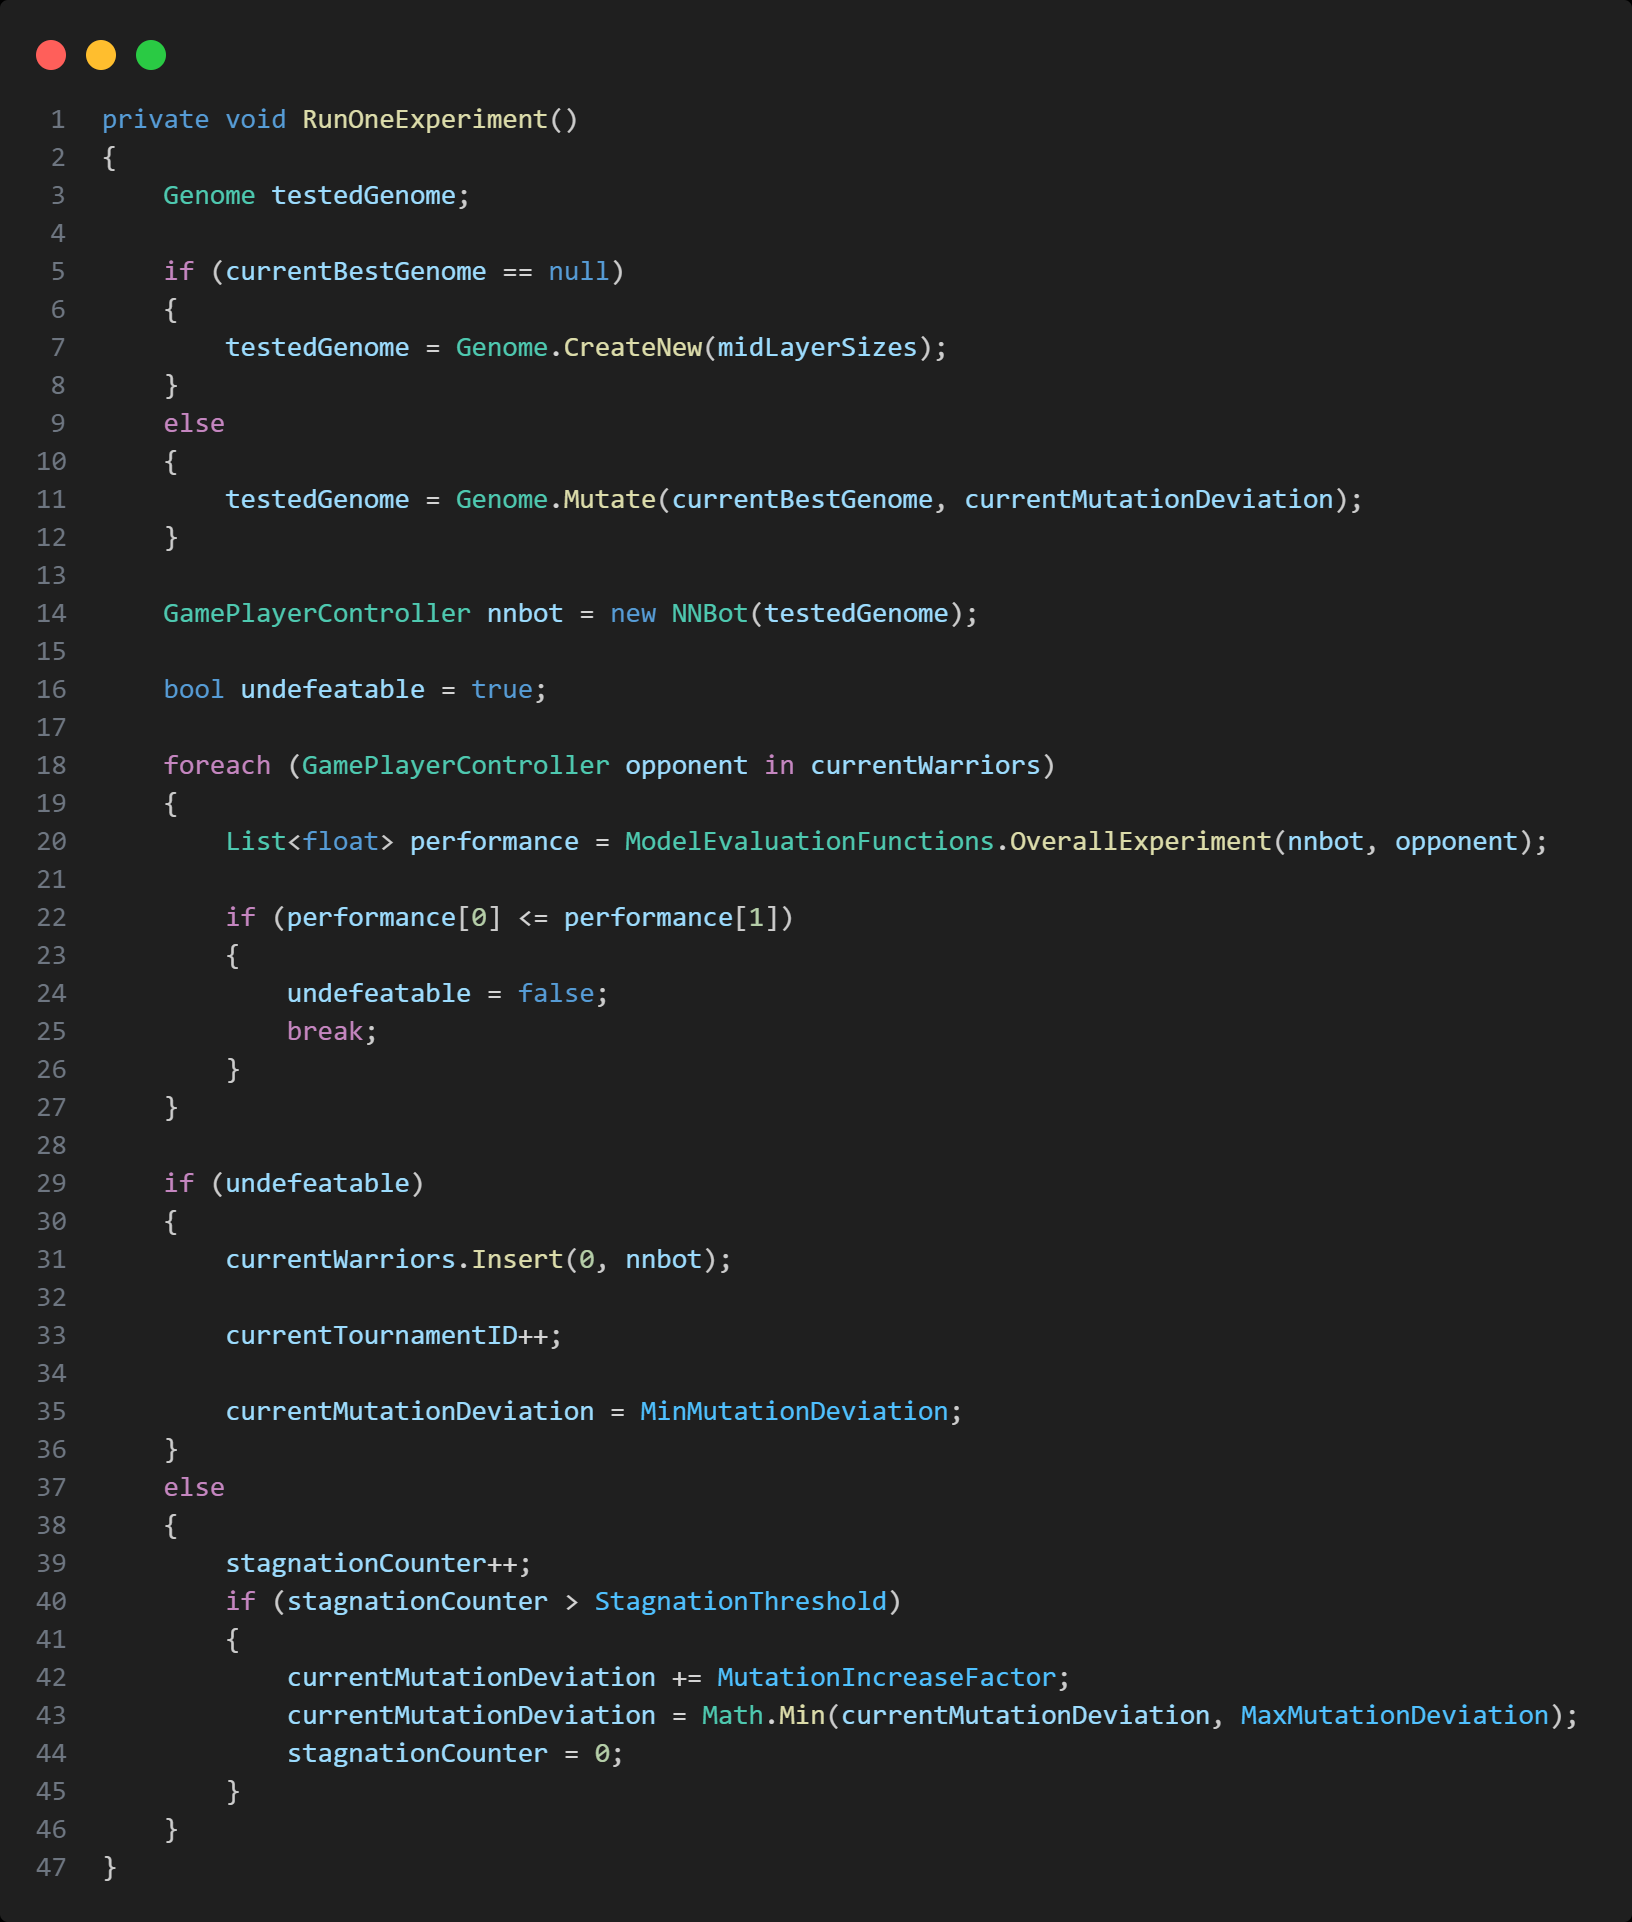 1 private void RunOneExperiment()
2 {
3     Genome testedGenome;
4
5     if (currentBestGenome == null)
6     {
7         testedGenome = Genome.CreateNew(midLayerSizes);
8     }
9     else
10     {
11         testedGenome = Genome.Mutate(currentBestGenome, currentMutationDeviation);
12     }
13
14     GamePlayerController nnbot = new NNBot(testedGenome);
15
16     bool undefeatable = true;
17
18     foreach (GamePlayerController opponent in currentWarriors)
19     {
20         List<float> performance = ModelEvaluationFunctions.OverallExperiment(nnbot, opponent);
21
22         if (performance[0] <= performance[1])
23         {
24             undefeatable = false;
25             break;
26         }
27     }
28
29     if (undefeatable)
30     {
31         currentWarriors.Insert(0, nnbot);
32
33         currentTournamentID++;
34
35         currentMutationDeviation = MinMutationDeviation;
36     }
37     else
38     {
39         stagnationCounter++;
40         if (stagnationCounter > StagnationThreshold)
41         {
42             currentMutationDeviation += MutationIncreaseFactor;
43             currentMutationDeviation = Math.Min(currentMutationDeviation, MaxMutationDeviation);
44             stagnationCounter = 0;
45         }
46     }
47 }